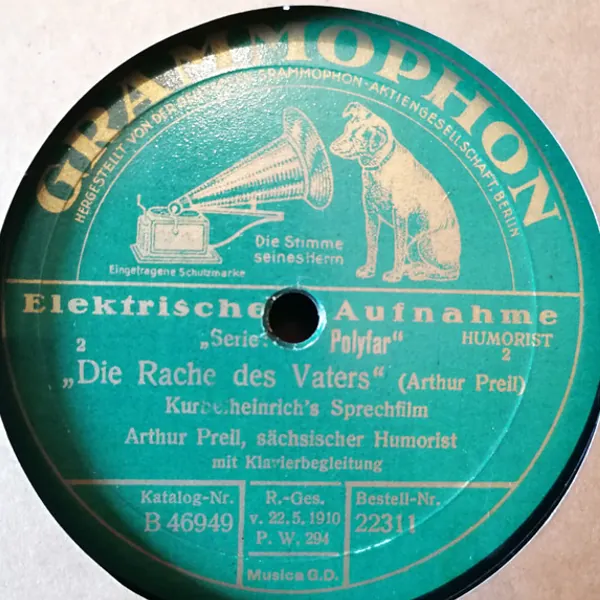 GRAMMOPHON
HERGESTELLT VON DER DEUTSCHEN GRAMMOPHON-AKTIENGESELLSCHAFT, BERLIN
Die Stimme
seines Herrn
Eingetragene Schutzmarke
Elektrische Aufnahme
„Serie Polyfar“
HUMORIST
2
2
„Die Rache des Vaters“ (Arthur Preil)
Sprechfilm
Arthur Preil, sächsischer Humorist
mit Klavierbegleitung
Katalog-Nr.
B 46949
R.-Ges.
v. 22.5.1910
P. W. 294
Bestell-Nr.
22311
Musica G.D.